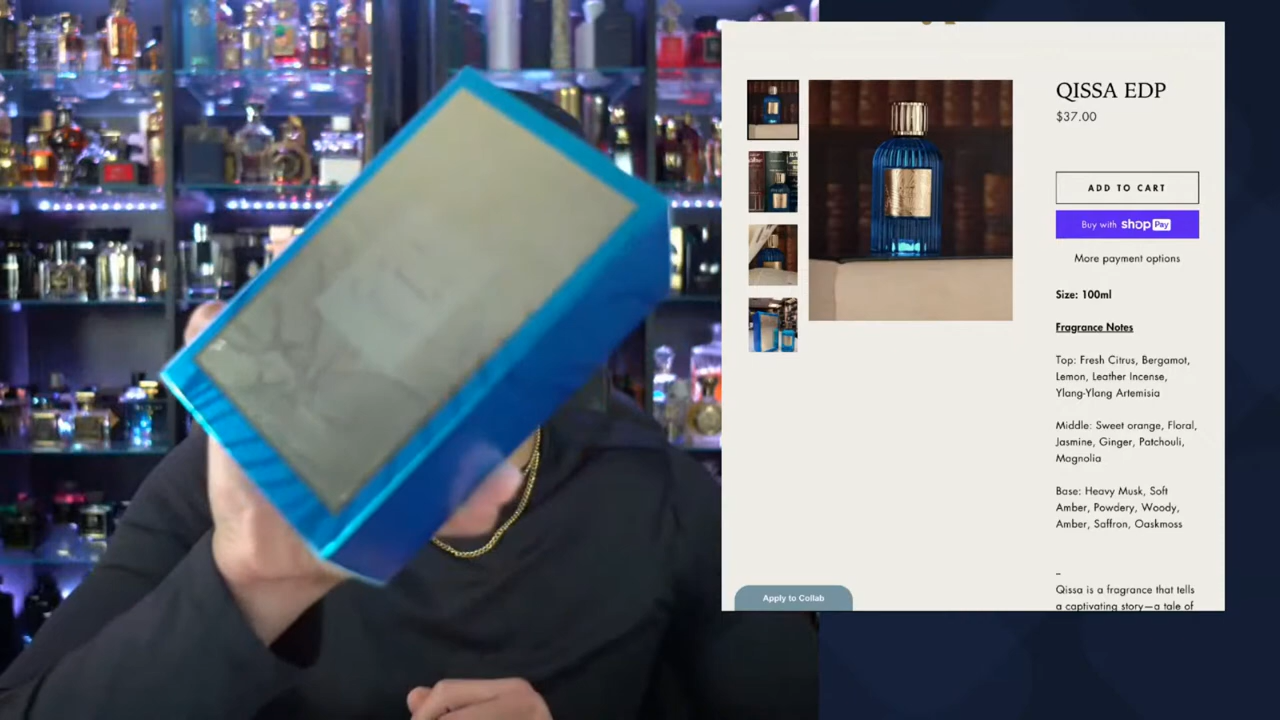 QISSA EDP
$37.00
ADD TO CART
Buy with shop Pay
More payment options
Size: 100ml
Fragrance Notes
Top: Fresh Citrus, Bergamot,
Lemon, Leather Incense,
Ylang-Ylang Artemisia
Middle: Sweet orange, Floral,
Jasmine, Ginger, Patchouli,
Magnolia
Base: Heavy Musk, Soft
Amber, Powdery, Woody,
Amber, Saffron, Oakmoss
–
Qissa is a fragrance that tells
a captivating story—a tale of
Apply to Collab